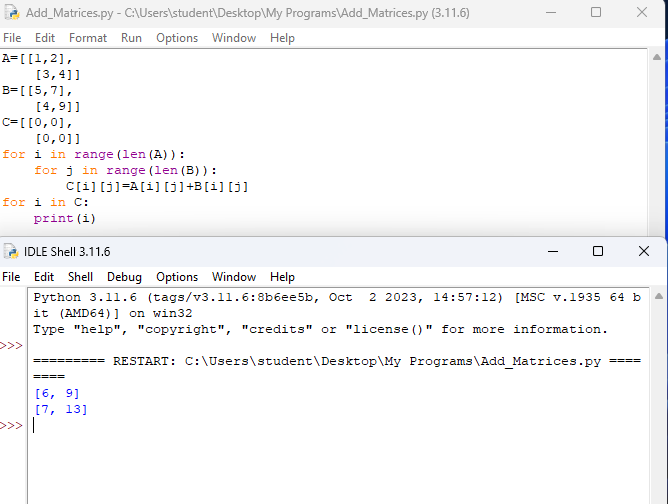 Add_Matrices.py - C:\Users\student\Desktop\My Programs\Add_Matrices.py (3.11.6)
File Edit Format Run Options Window Help
A=[[1,2],
    [3,4]]
B=[[5,7],
    [4,9]]
C=[[0,0],
    [0,0]]
for i in range(len(A)):
    for j in range(len(B)):
        C[i][j]=A[i][j]+B[i][j]
for i in C:
    print(i)
IDLE Shell 3.11.6
File Edit Shell Debug Options Window Help
Python 3.11.6 (tags/v3.11.6:8b6ee5b, Oct  2 2023, 14:57:12) [MSC v.1935 64 b
it (AMD64)] on win32
Type "help", "copyright", "credits" or "license()" for more information.
>>>
========= RESTART: C:\Users\student\Desktop\My Programs\Add_Matrices.py ====
====
[6, 9]
[7, 13]
>>>